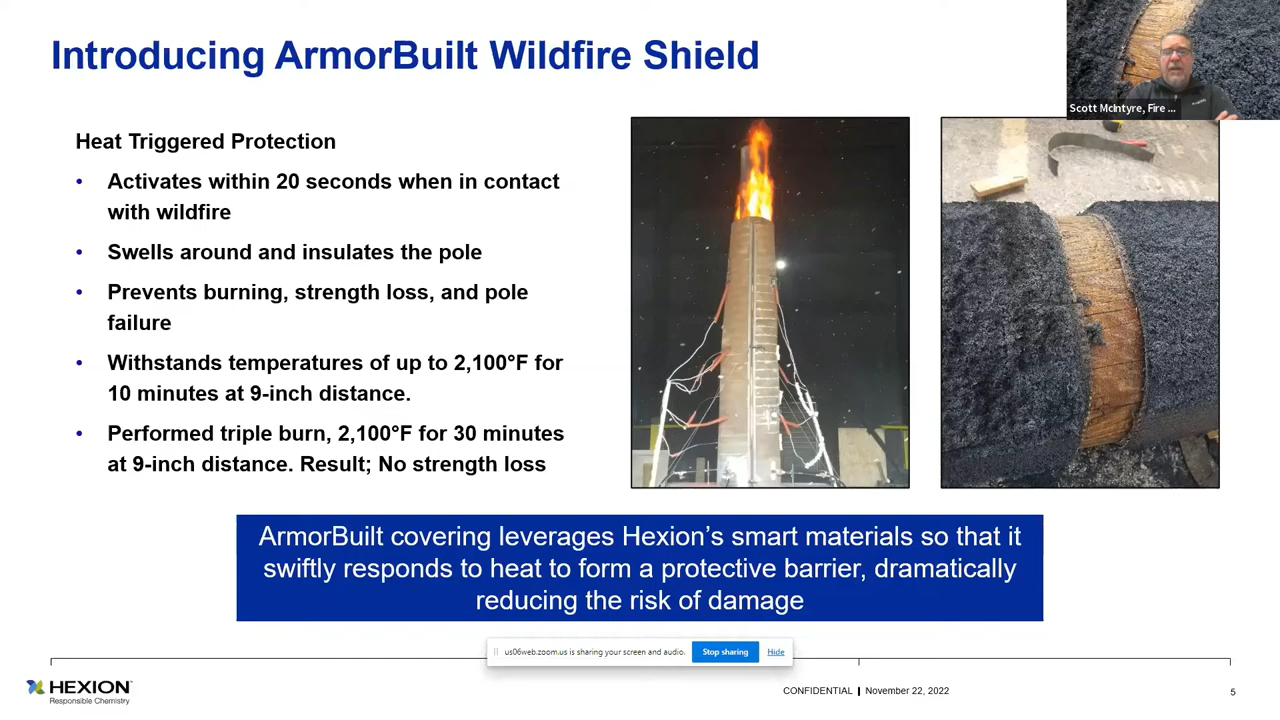 Introducing ArmorBuilt Wildfire Shield
Scott McIntyre, Fire ...
Heat Triggered Protection
• Activates within 20 seconds when in contact
with wildfire
• Swells around and insulates the pole
• Prevents burning, strength loss, and pole
failure
• Withstands temperatures of up to 2,100°F for
10 minutes at 9-inch distance.
• Performed triple burn, 2,100°F for 30 minutes
at 9-inch distance. Result; No strength loss
ArmorBuilt covering leverages Hexion’s smart materials so that it
swiftly responds to heat to form a protective barrier, dramatically
reducing the risk of damage
us06web.zoom.us is sharing your screen and audio. Stop sharing Hide
HEXION
Responsible Chemistry
CONFIDENTIAL | November 22, 2022
5